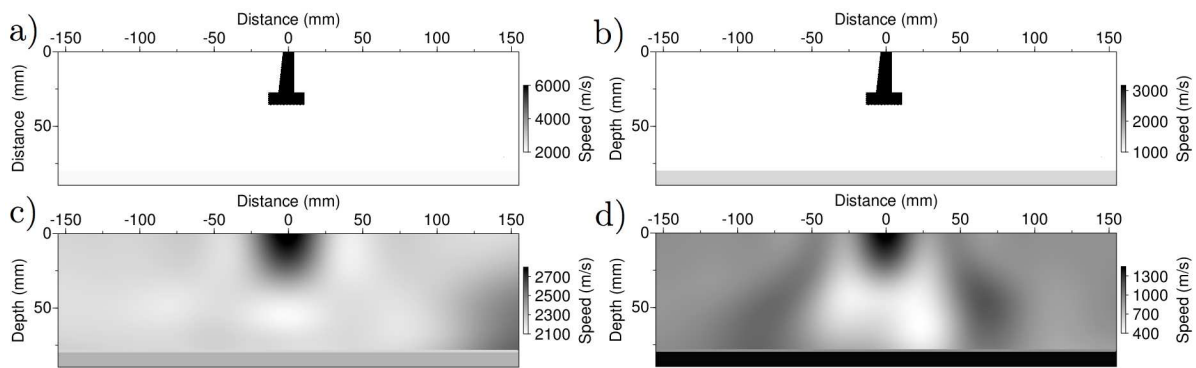 Distance (mm)
a) -150 -100 -50 0 50 100 150
0
50
Distance (mm)
6000
4000
2000
Speed (m/s)
Distance (mm)
b) -150 -100 -50 0 50 100 150
0
50
Depth (mm)
3000
2000
1000
Speed (m/s)
Distance (mm)
c) -150 -100 -50 0 50 100 150
0
50
Depth (mm)
2700
2500
2300
2100
Speed (m/s)
Distance (mm)
d) -150 -100 -50 0 50 100 150
0
50
Depth (mm)
1300
1000
700
400
Speed (m/s)